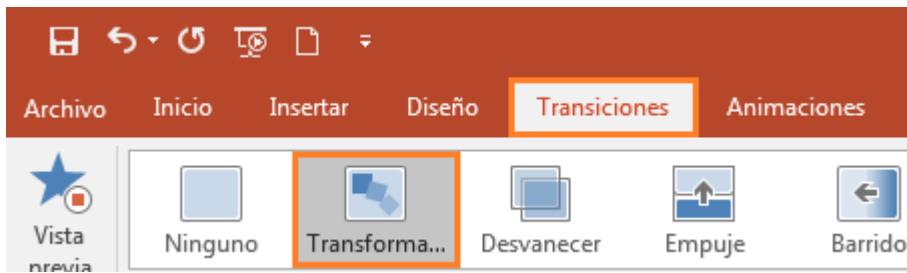 Archivo Inicio Insertar Diseño Transiciones Animaciones
Vista previa
Ninguno Transforma... Desvanecer Empuje Barrido